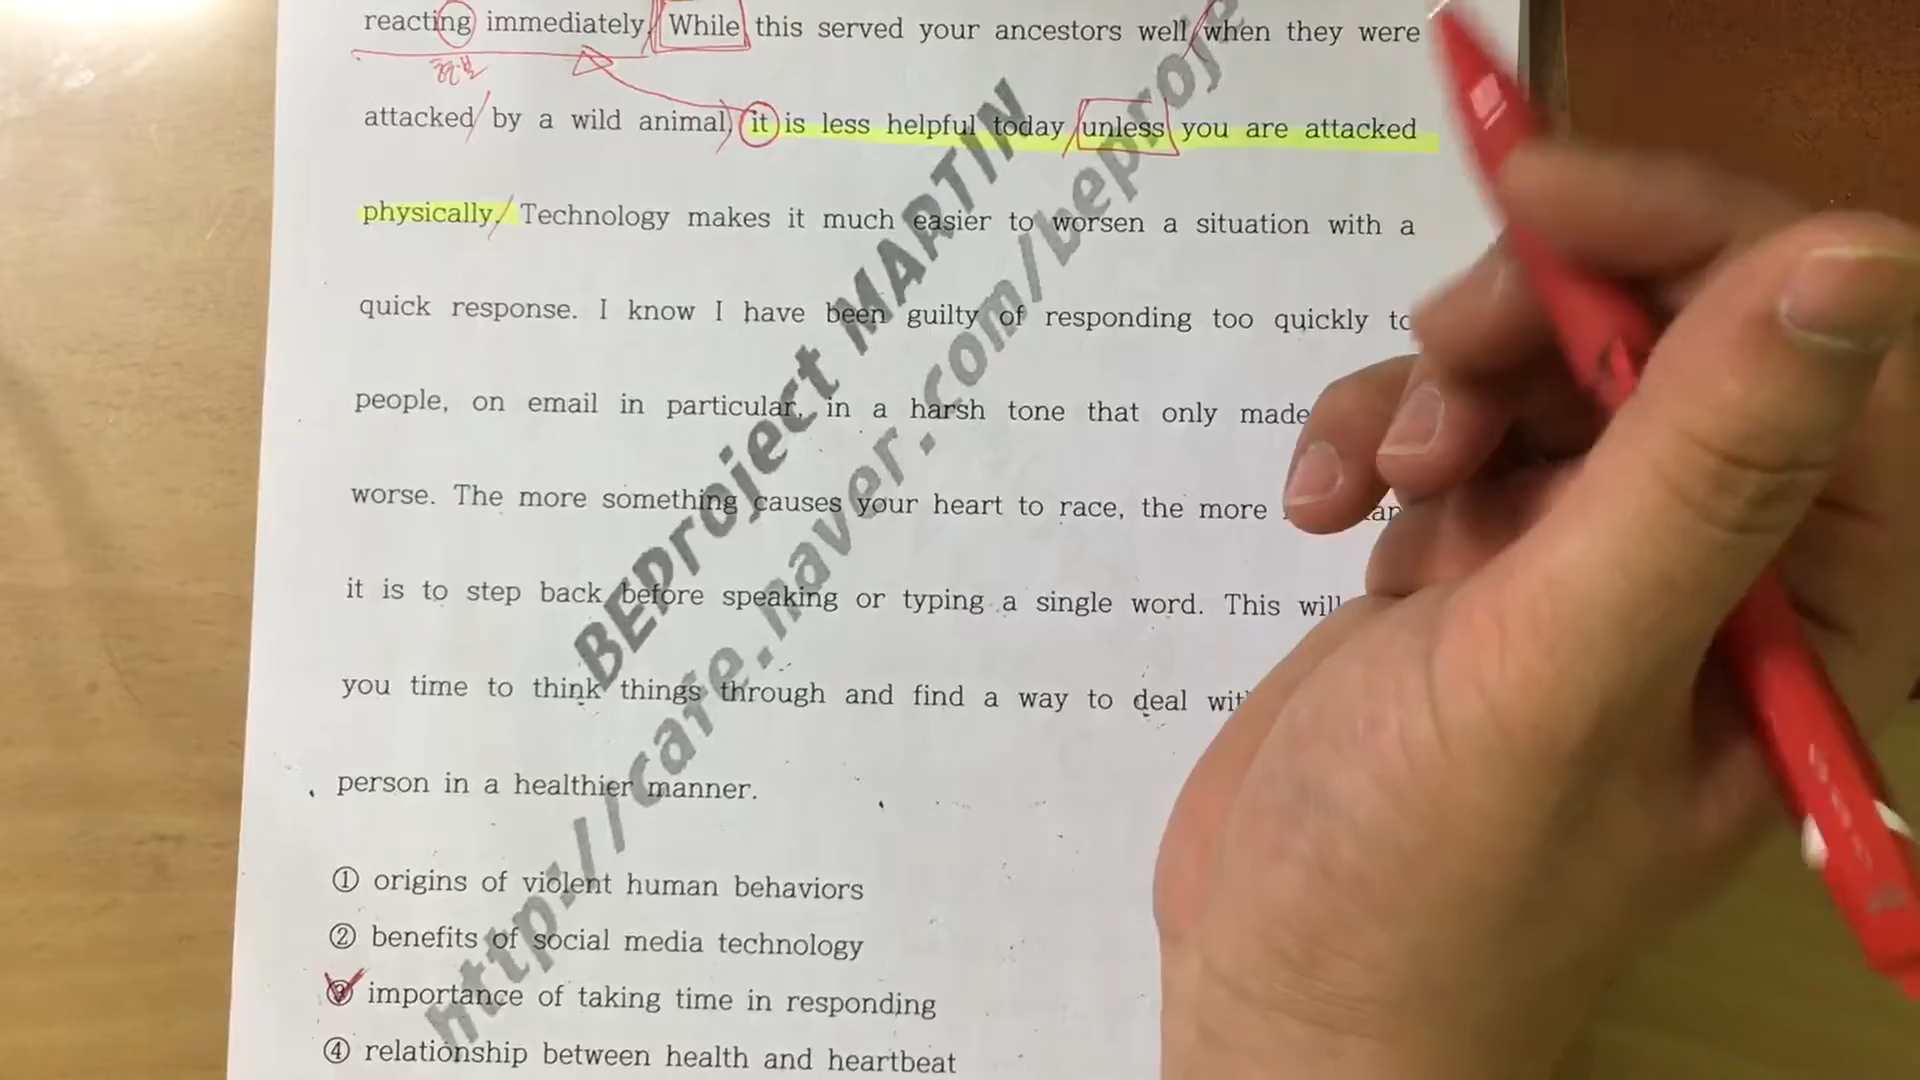 reacting immediately. While this served your ancestors well when they were
attacked by a wild animal, it is less helpful today unless you are attacked
physically. Technology makes it much easier to worsen a situation with a
quick response. I know I have been guilty of responding too quickly to
people, on email in particular, in a harsh tone that only made
worse. The more something causes your heart to race, the more
it is to step back before speaking or typing a single word. This will
you time to think things through and find a way to deal
person in a healthier manner.
① origins of violent human behaviors
② benefits of social media technology
③ importance of taking time in responding
④ relationship between health and heartbeat
BEProject MARTIN
http://cafe.naver.com/beproje